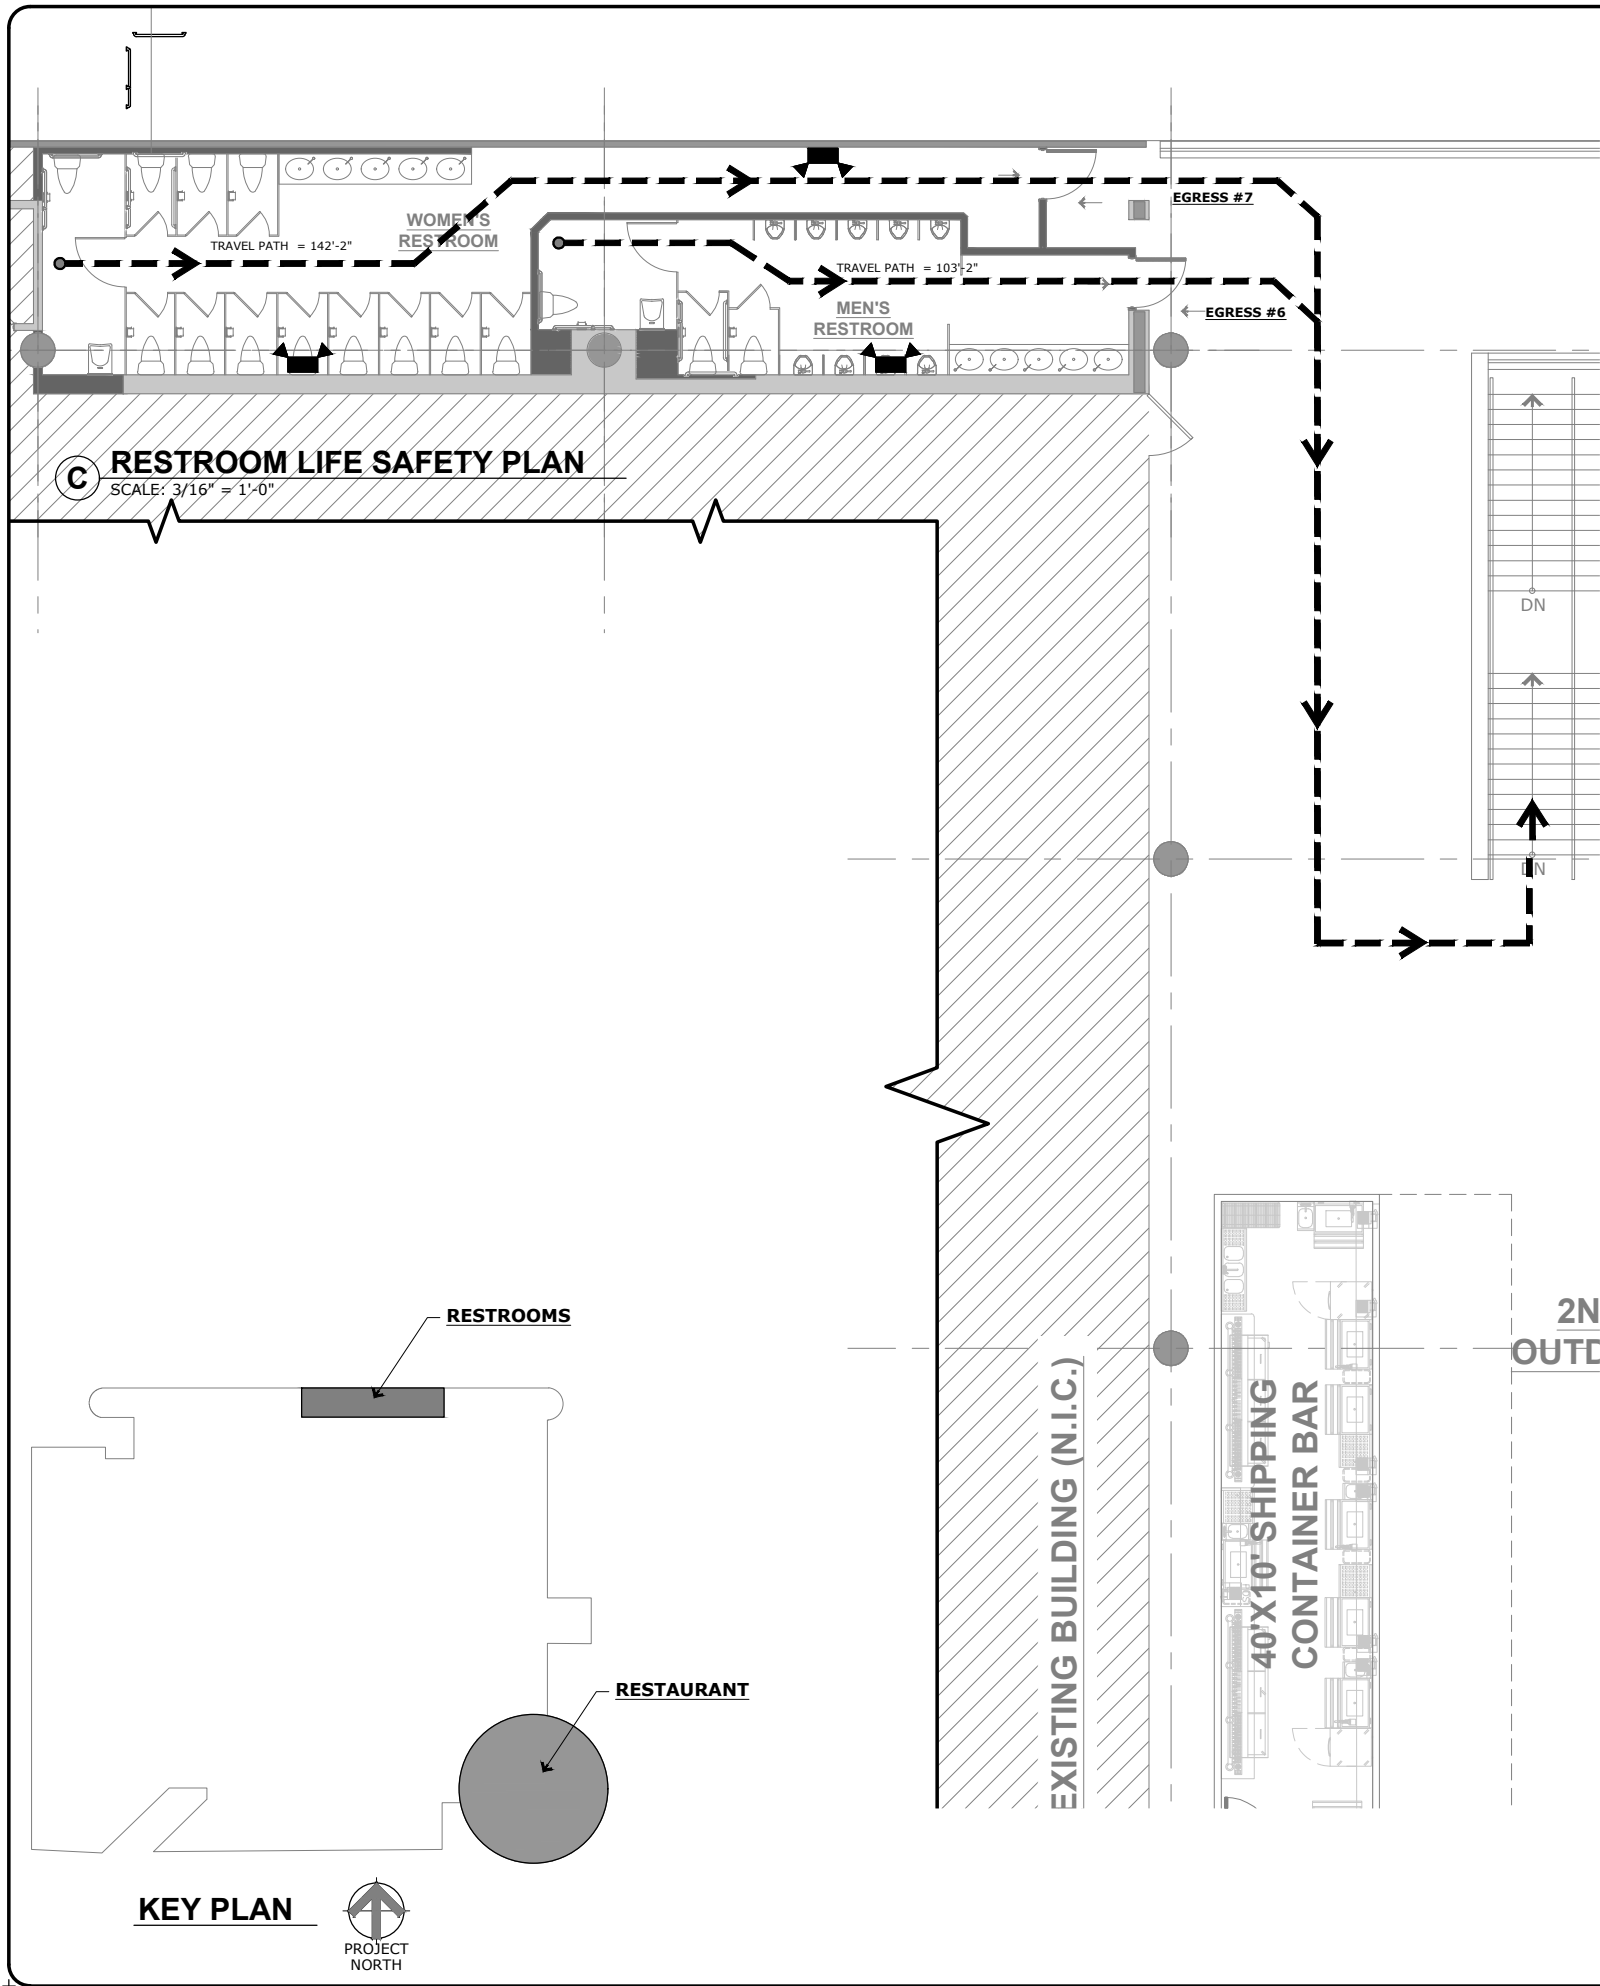 EGRESS #7
WOMEN'S
RESTROOM
TRAVEL PATH = 142'-2"
TRAVEL PATH = 103'-2"
MEN'S
RESTROOM
EGRESS #6
C
RESTROOM LIFE SAFETY PLAN
SCALE: 3/16" = 1'-0"
DN
DN
RESTROOMS
2N
OUTD
EXISTING BUILDING (N.I.C.)
40'X10' SHIPPING
CONTAINER BAR
RESTAURANT
KEY PLAN
PROJECT
NORTH